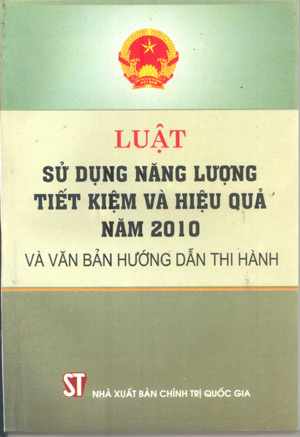 LUẬT
SỬ DỤNG NĂNG LƯỢNG
TIẾT KIỆM VÀ HIỆU QUẢ
NĂM 2010
VÀ VĂN BẢN HƯỚNG DẪN THI HÀNH
ST NHÀ XUẤT BẢN CHÍNH TRỊ QUỐC GIA